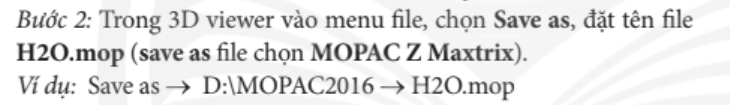 Bước 2: Trong 3D viewer vào menu file, chọn Save as, đặt tên file
H2O.mop (save as file chọn MOPAC Z Maxtrix).
Ví dụ: Save as → D:\MOPAC2016 → H2O.mop